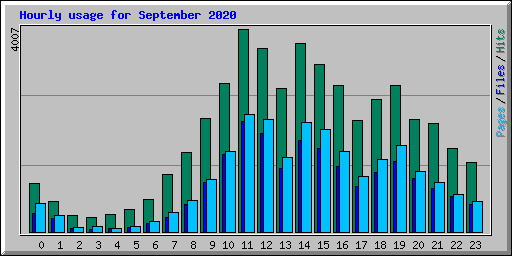 Hourly usage for September 2020
4007
Pages / Files / Hits
0 1 2 3 4 5 6 7 8 9 10 11 12 13 14 15 16 17 18 19 20 21 22 23